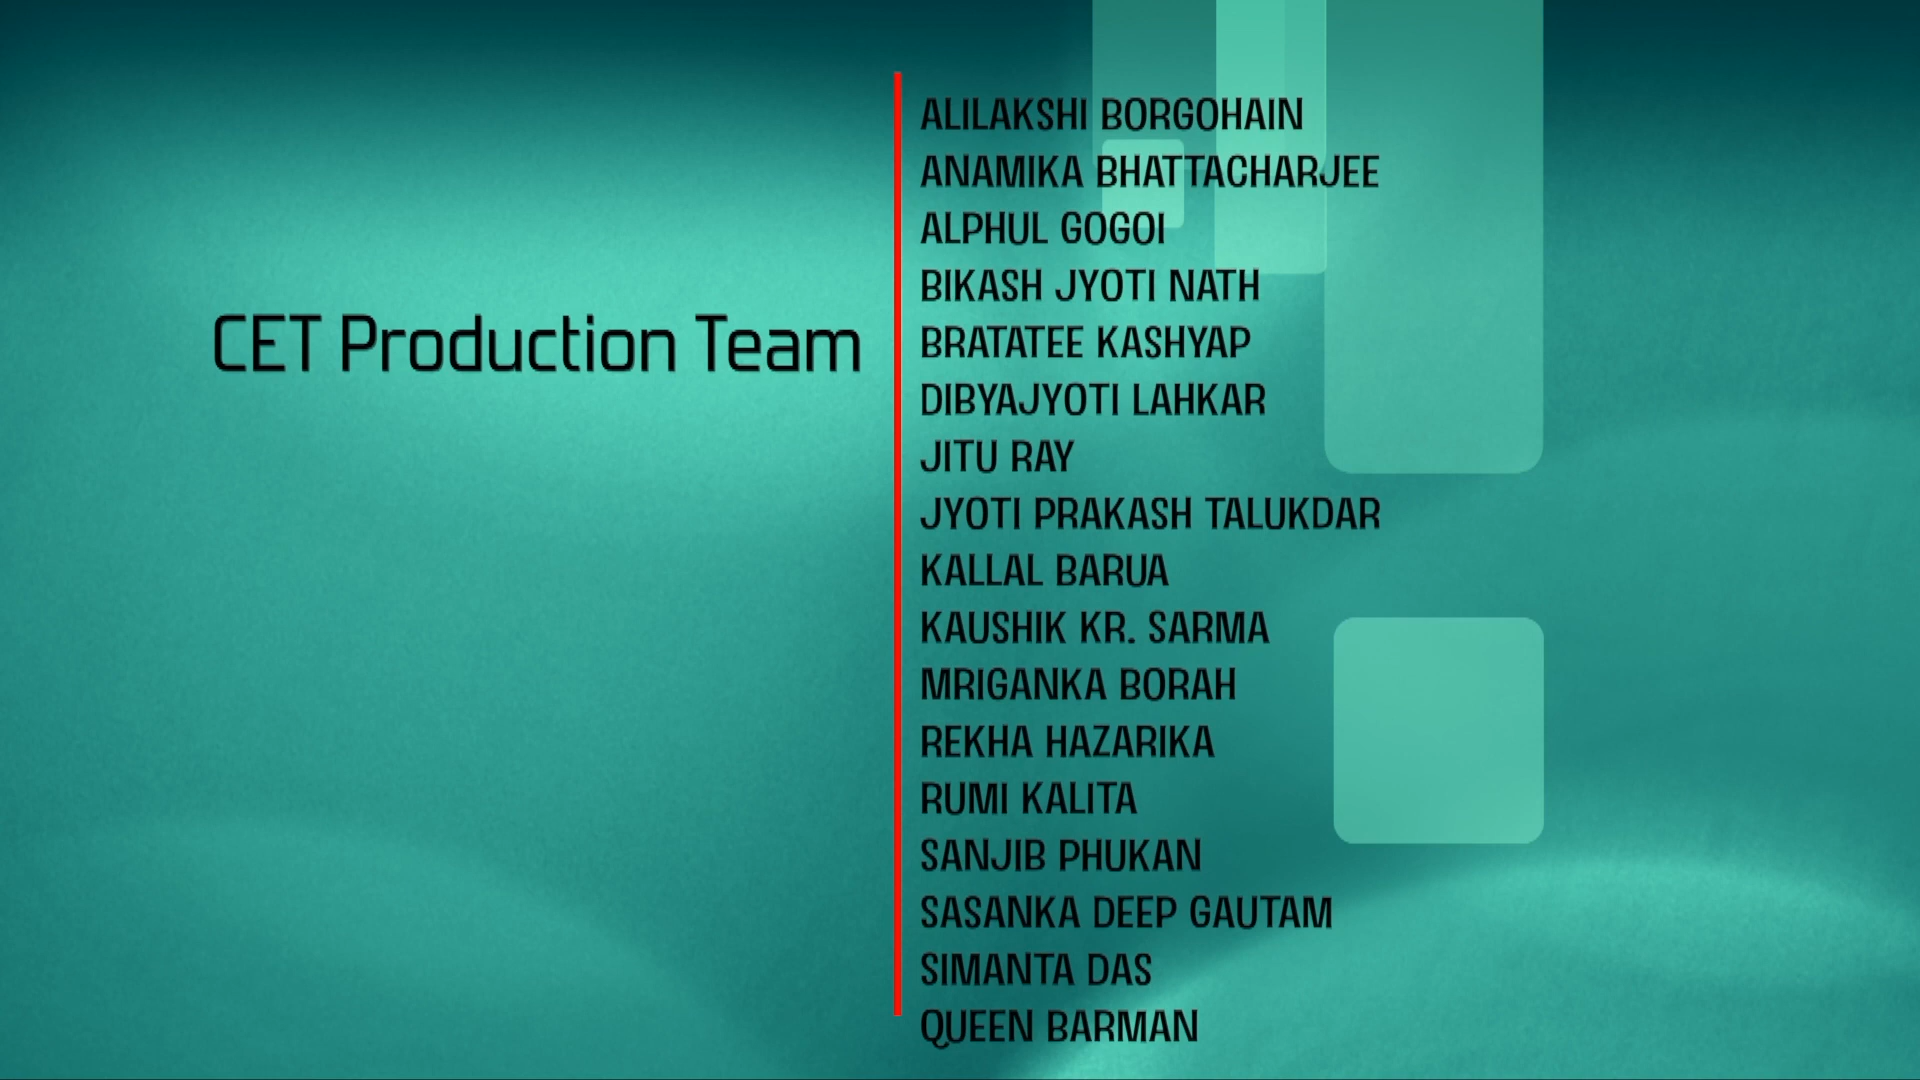 CET Production Team
ALILAKSHI BORGOHAIN
ANAMIKA BHATTACHARJEE
ALPHUL GOGOI
BIKASH JYOTI NATH
BRATATEE KASHYAP
DIBYAJYOTI LAHKAR
JITU RAY
JYOTI PRAKASH TALUKDAR
KALLAL BARUA
KAUSHIK KR. SARMA
MRIGANKA BORAH
REKHA HAZARIKA
RUMI KALITA
SANJIB PHUKAN
SASANKA DEEP GAUTAM
SIMANTA DAS
QUEEN BARMAN